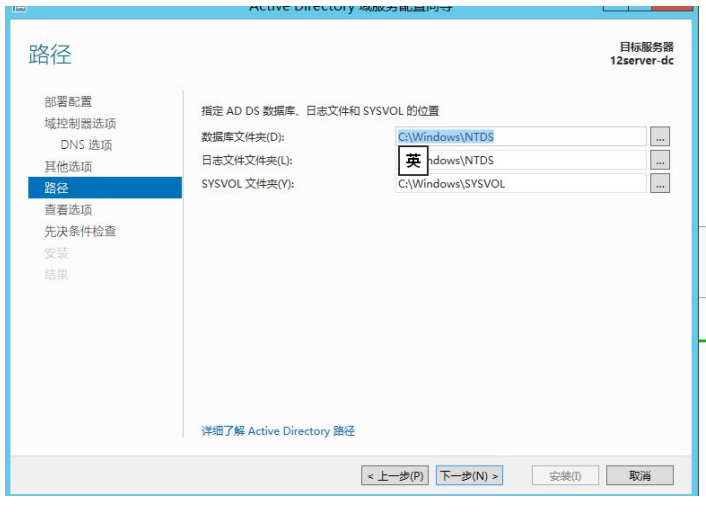 Active Directory 域服务配置向导
路径
目标服务器
12server-dc
部署配置
域控制器选项
DNS 选项
其他选项
路径
查看选项
先决条件检查
安装
结果
指定 AD DS 数据库、日志文件和 SYSVOL 的位置
数据库文件夹(D): C:\Windows\NTDS ...
日志文件文件夹(L): 英 ndows\NTDS ...
SYSVOL 文件夹(Y): C:\Windows\SYSVOL ...
详细了解 Active Directory 路径
< 上一步(P) 下一步(N) > 安装(I) 取消